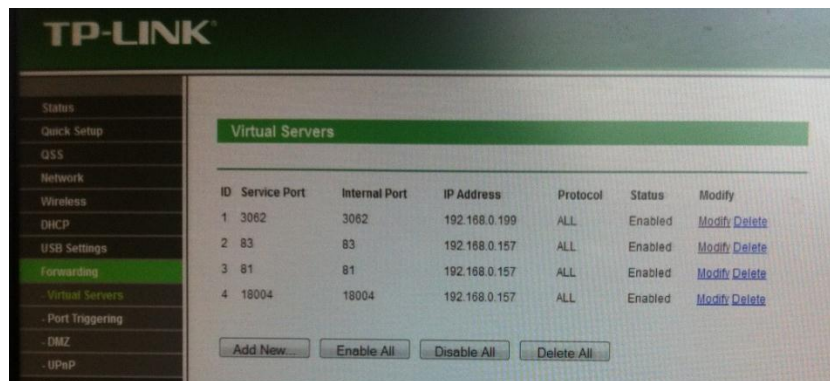 TP-LINK
Status
Quick Setup
QSS
Network
Wireless
DHCP
USB Settings
Forwarding
- Virtual Servers
- Port Triggering
- DMZ
- UPnP
Virtual Servers
ID Service Port Internal Port IP Address Protocol Status Modify
1 3062 3062 192.168.0.199 ALL Enabled Modify Delete
2 83 83 192.168.0.157 ALL Enabled Modify Delete
3 81 81 192.168.0.157 ALL Enabled Modify Delete
4 18004 18004 192.168.0.157 ALL Enabled Modify Delete
Add New... Enable All Disable All Delete All